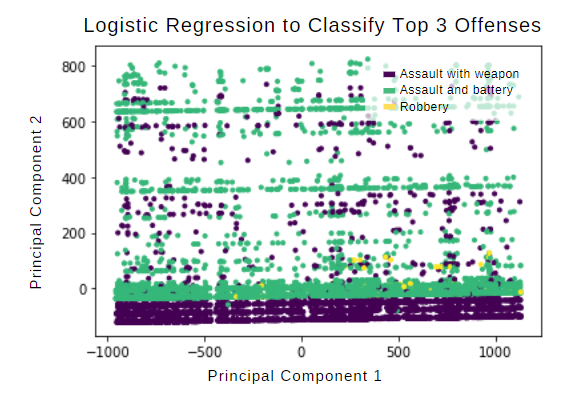 Logistic Regression to Classify Top 3 Offenses
800
600
400
200
0
Principal Component 2
Assault with weapon
Assault and battery
Robbery
−1000 −500 0 500 1000
Principal Component 1